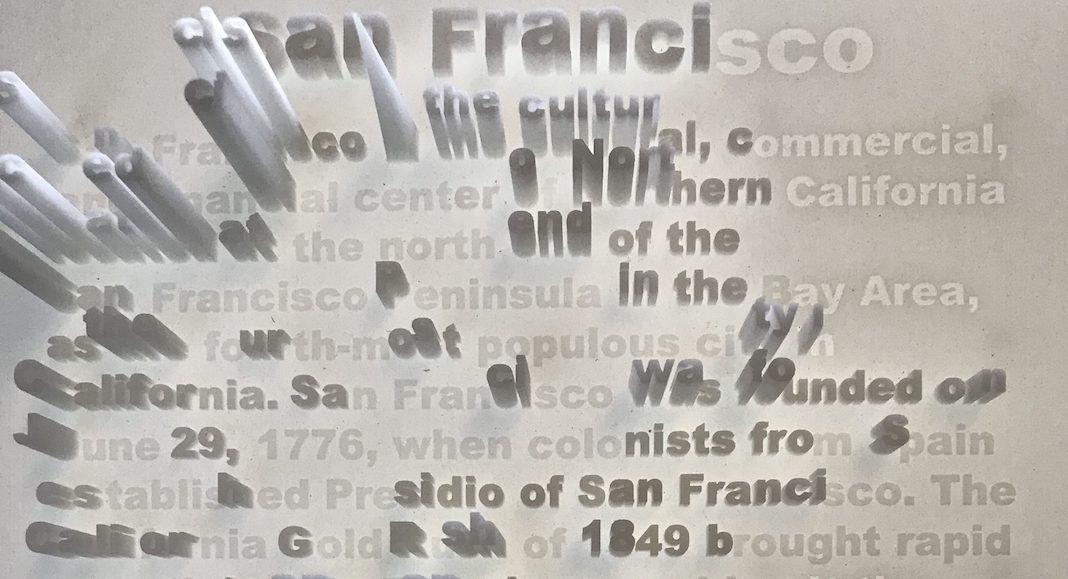 San Francisco
San Francisco the cultural, commercial,
and financial center of Northern California
at the north end of the
San Francisco Peninsula in the Bay Area,
as the fourth-most populous city in
California. San Francisco was founded on
June 29, 1776, when colonists from Spain
established Presidio of San Francisco. The
California Gold Rush of 1849 brought rapid